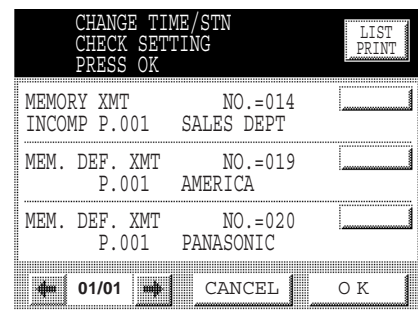 CHANGE TIME/STN
CHECK SETTING
PRESS OK
LIST
PRINT
MEMORY XMT NO.=014
INCOMP P.001 SALES DEPT
MEM. DEF. XMT NO.=019
P.001 AMERICA
MEM. DEF. XMT NO.=020
P.001 PANASONIC
01/01 CANCEL O K